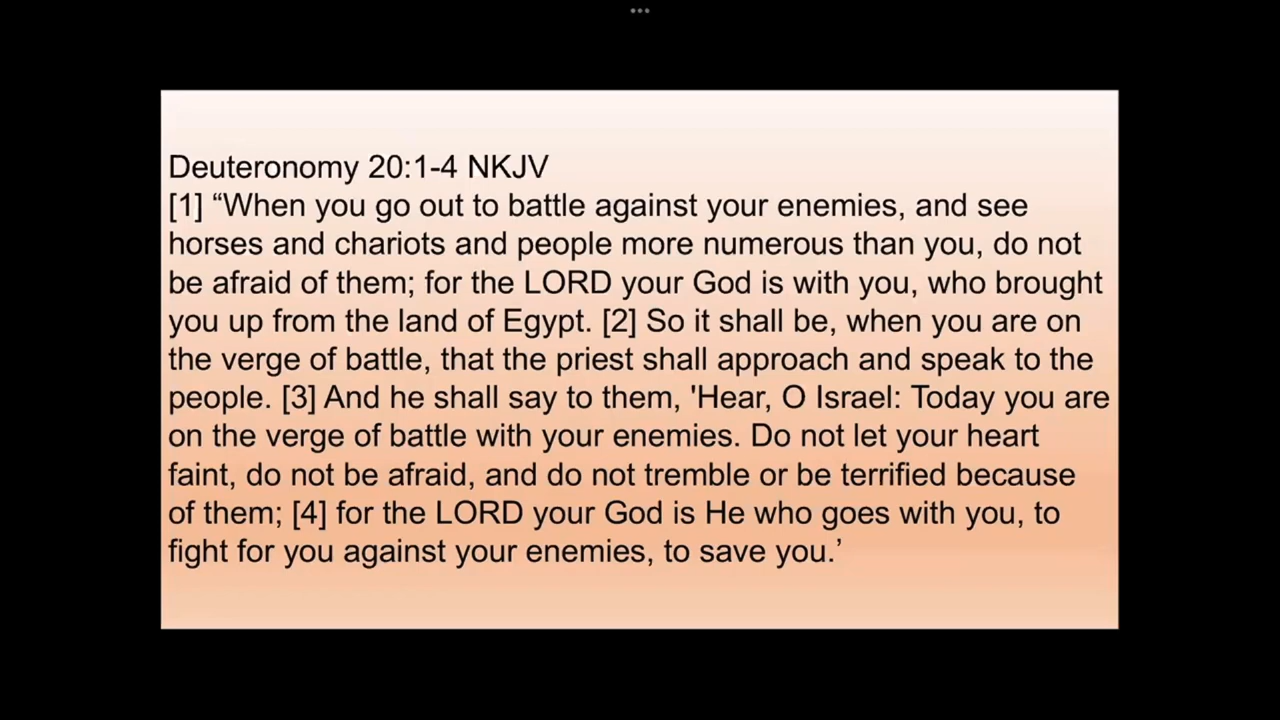 Deuteronomy 20:1-4 NKJV
[1] “When you go out to battle against your enemies, and see
horses and chariots and people more numerous than you, do not
be afraid of them; for the LORD your God is with you, who brought
you up from the land of Egypt. [2] So it shall be, when you are on
the verge of battle, that the priest shall approach and speak to the
people. [3] And he shall say to them, 'Hear, O Israel: Today you are
on the verge of battle with your enemies. Do not let your heart
faint, do not be afraid, and do not tremble or be terrified because
of them; [4] for the LORD your God is He who goes with you, to
fight for you against your enemies, to save you.’